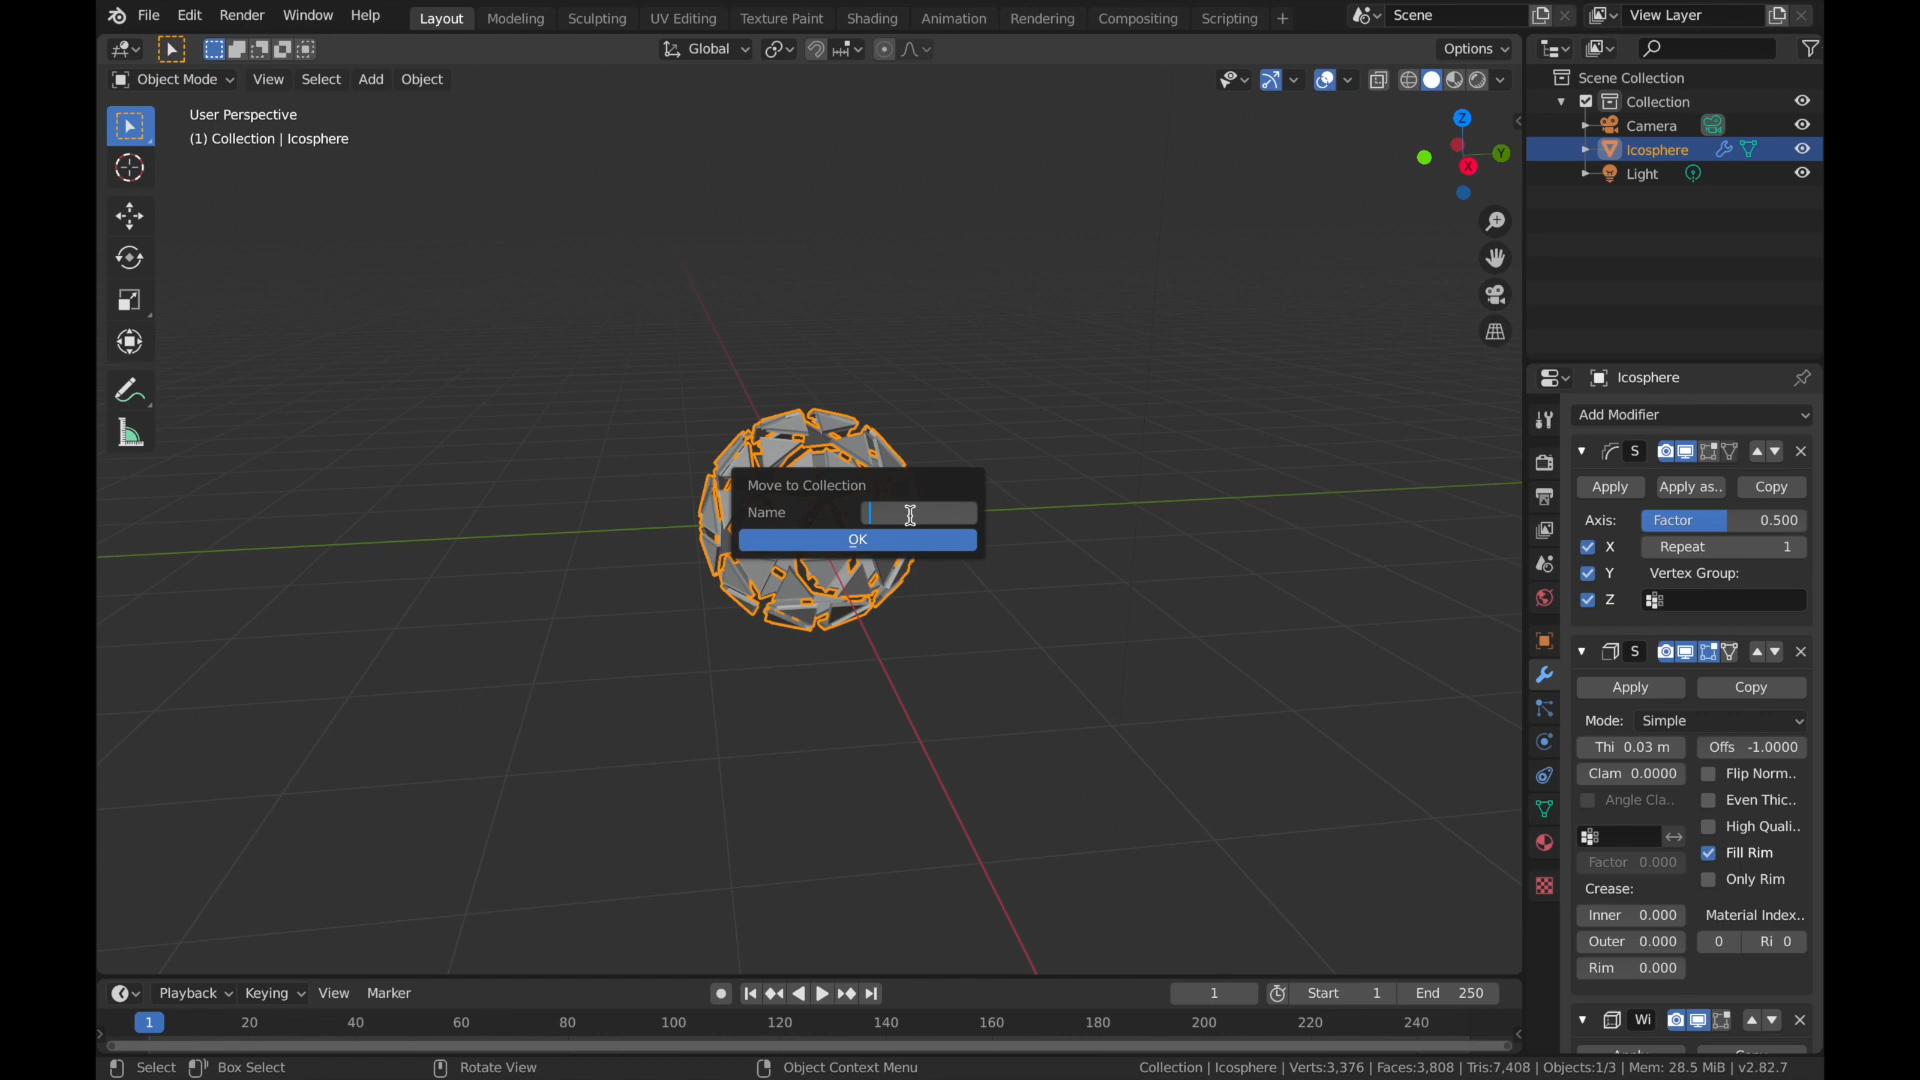 File Edit Render Window Help Layout Modeling Sculpting UV Editing Texture Paint Shading Animation Rendering Compositing Scripting + Scene View Layer
Global Options
Object Mode View Select Add Object
User Perspective
(1) Collection | Icosphere
Z
Y
X
Move to Collection
Name
OK
Scene Collection
Collection
Camera
Icosphere
Light
Icosphere
Add Modifier
S
Apply Apply as.. Copy
Axis: Factor 0.500
X Repeat 1
Y Vertex Group:
Z
S
Apply Copy
Mode: Simple
Thi 0.03 m Offs -1.0000
Clam 0.0000 Flip Norm..
Angle Cla.. Even Thic..
High Quali..
Fill Rim
Factor 0.000
Only Rim
Crease:
Inner 0.000 Material Index..
Outer 0.000 0 Ri 0
Rim 0.000
Wi
Playback Keying View Marker 1 Start 1 End 250
1 20 40 60 80 100 120 140 160 180 200 220 240
Select Box Select Rotate View Object Context Menu Collection | Icosphere | Verts:3,376 | Faces:3,808 | Tris:7,408 | Objects:1/3 | Mem: 28.5 MiB | v2.82.7